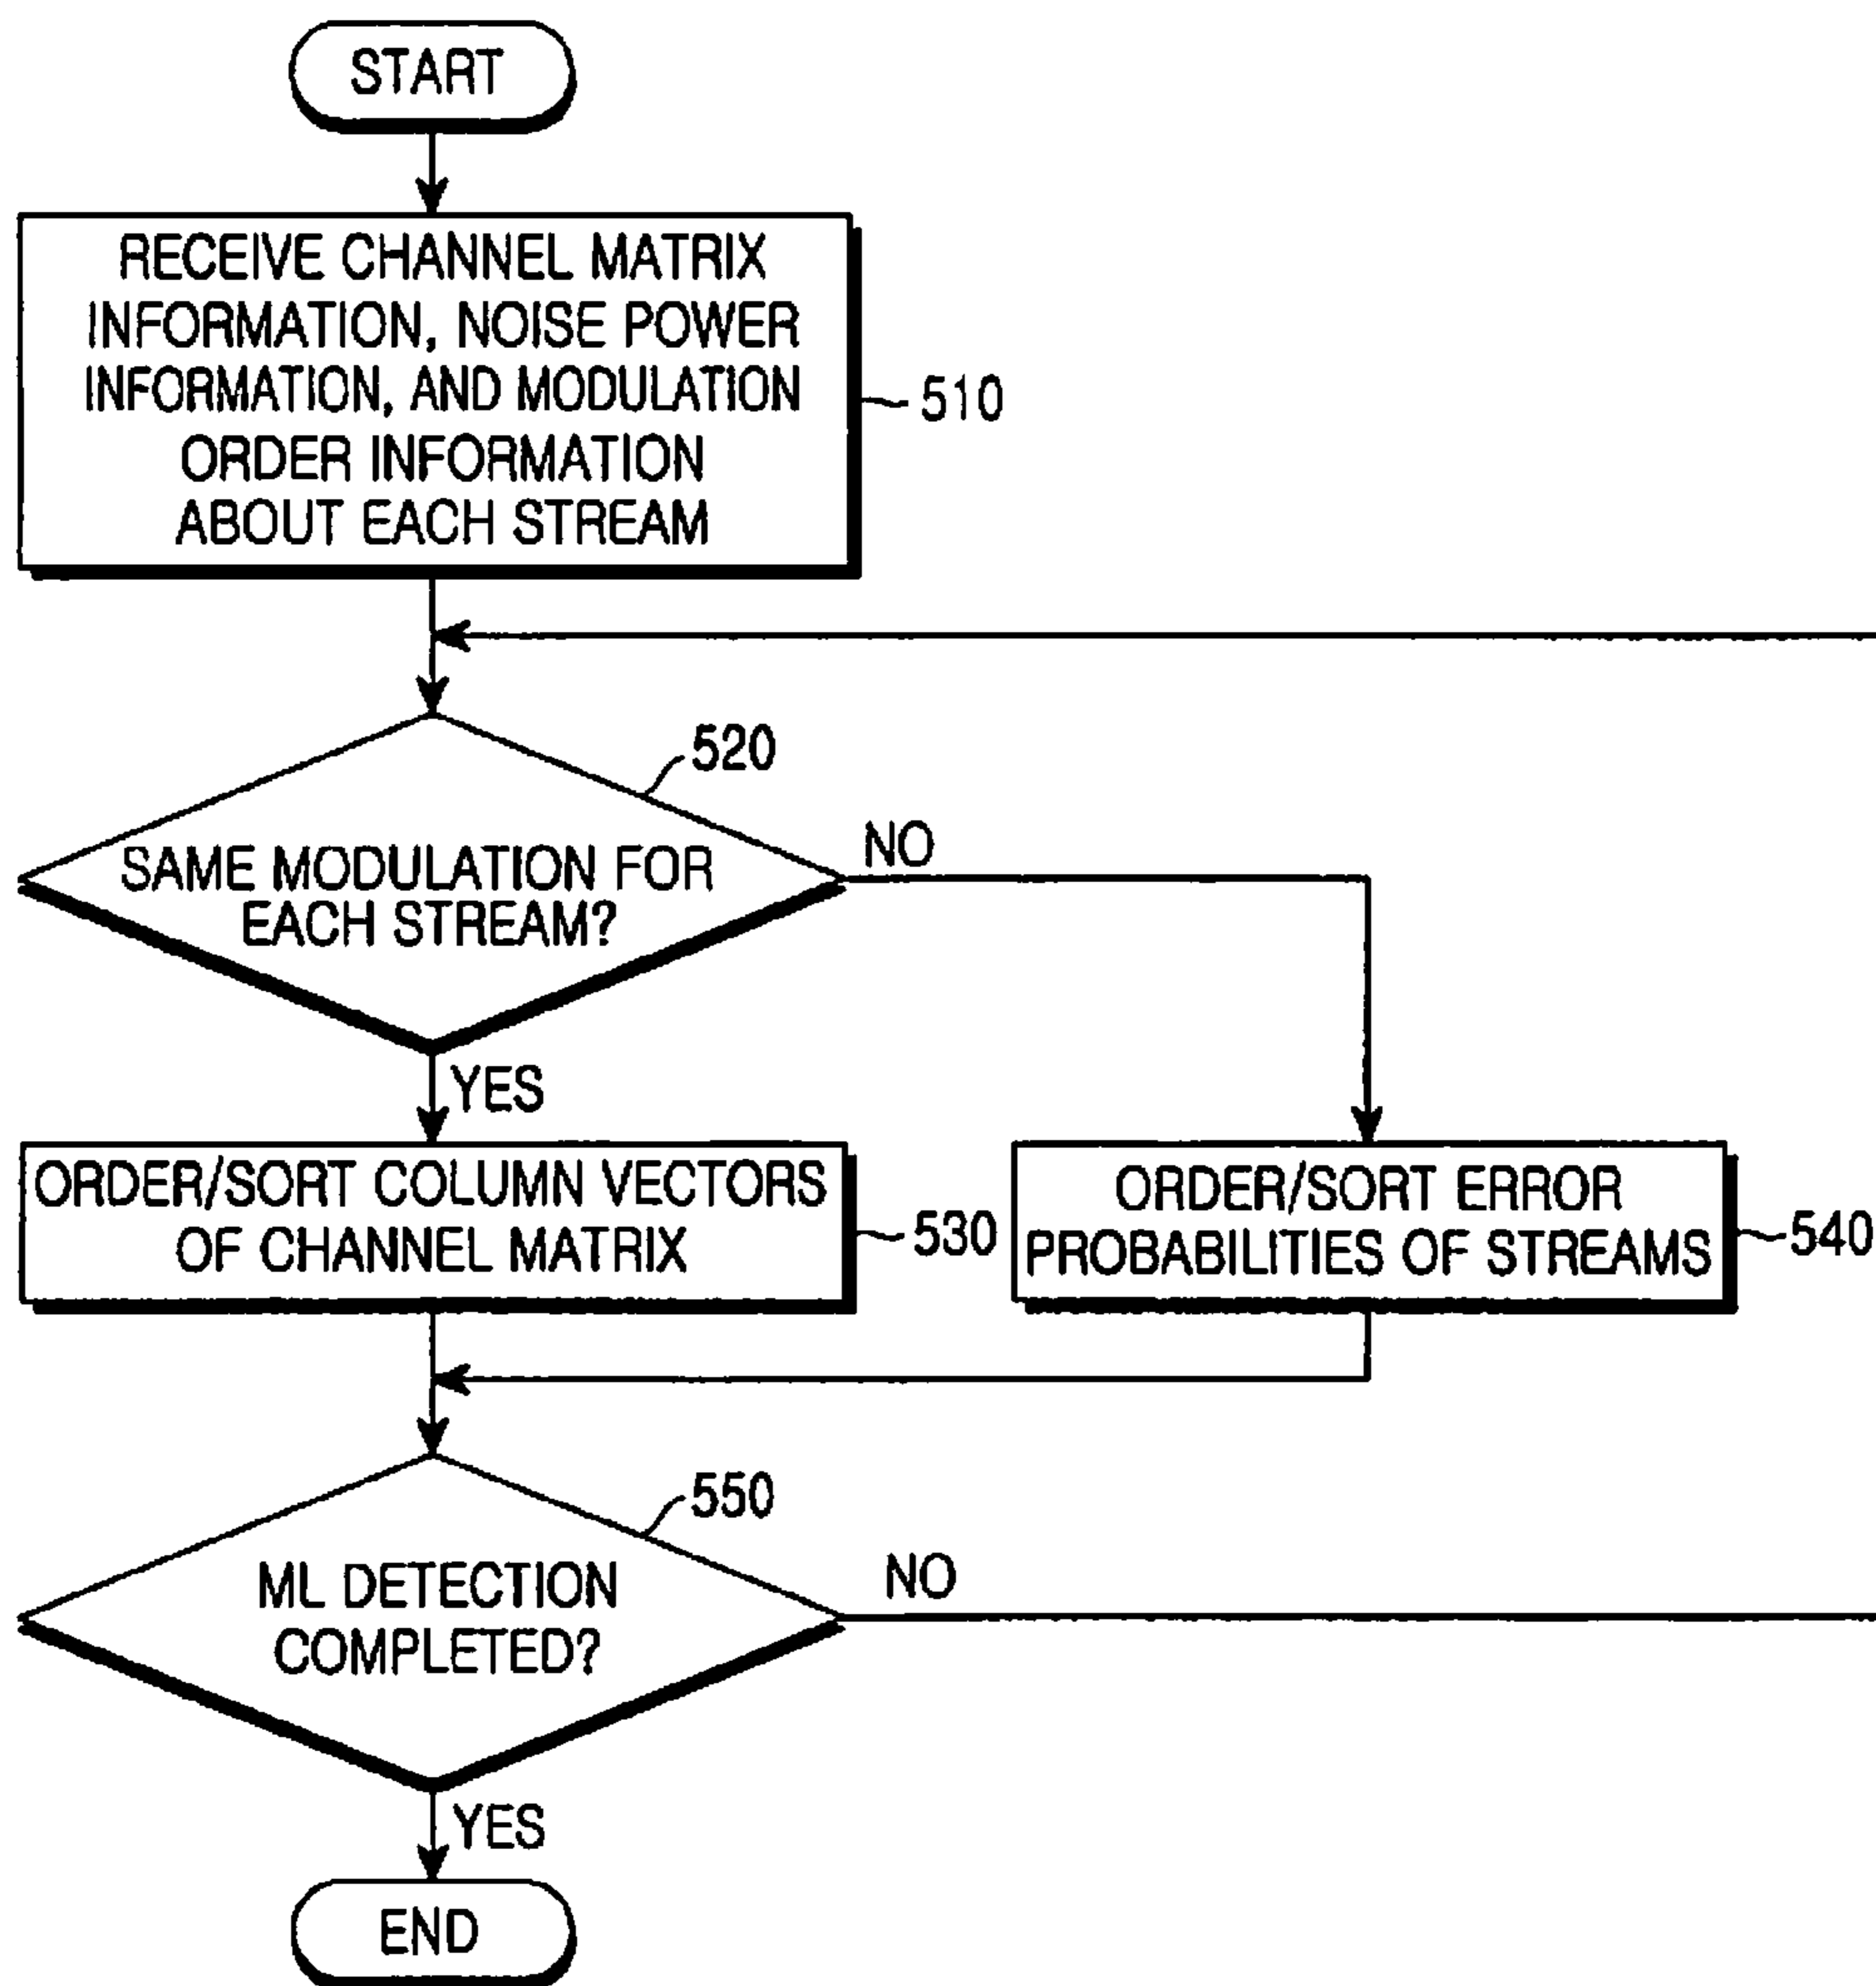 START
RECEIVE CHANNEL MATRIX
INFORMATION, NOISE POWER
INFORMATION, AND MODULATION
ORDER INFORMATION
ABOUT EACH STREAM
510
520
SAME MODULATION FOR
EACH STREAM?
NO
YES
ORDER/SORT COLUMN VECTORS
OF CHANNEL MATRIX
530
ORDER/SORT ERROR
PROBABILITIES OF STREAMS
540
550
ML DETECTION
COMPLETED?
NO
YES
END